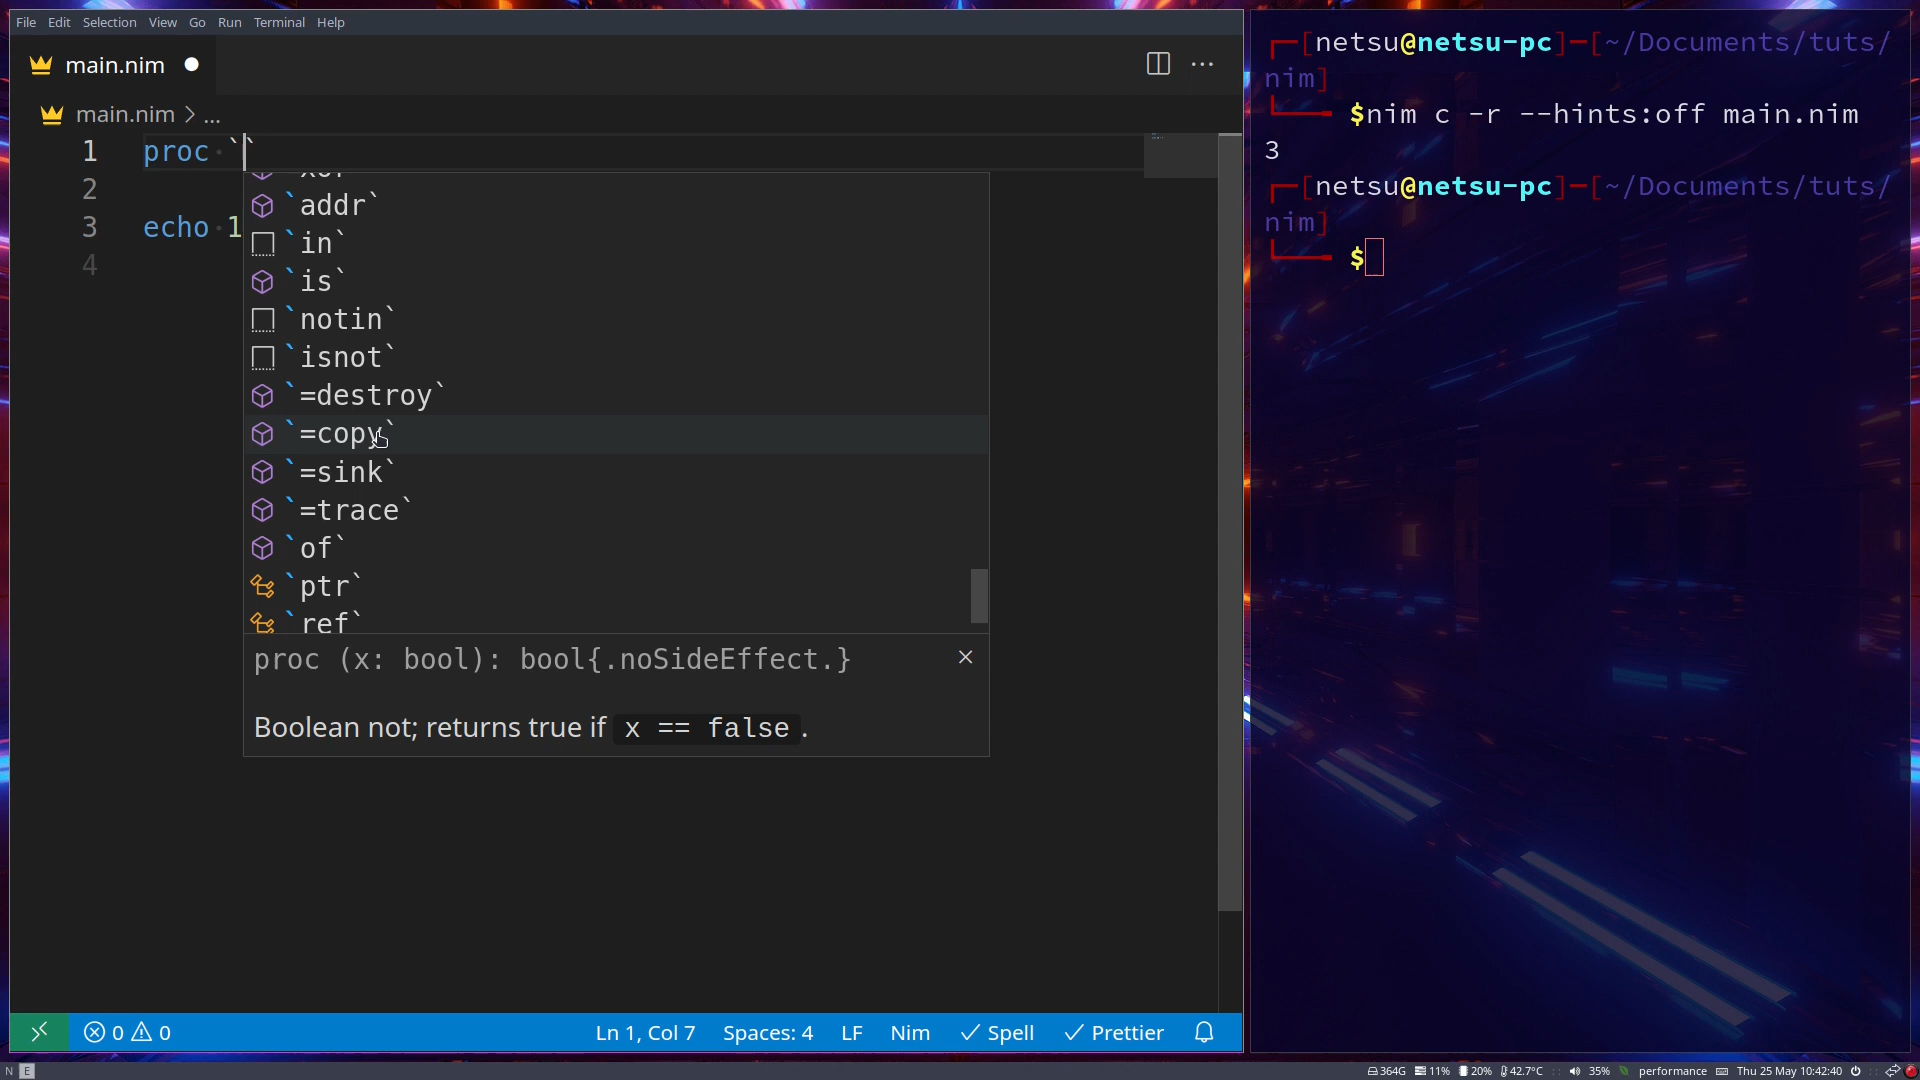 File Edit Selection View Go Run Terminal Help
main.nim
main.nim > ...
1 proc ``
2
3 echo 1
4
`addr`
`in`
`is`
`notin`
`isnot`
`=destroy`
`=copy`
`=sink`
`=trace`
`of`
`ptr`
`ref`
proc (x: bool): bool{.noSideEffect.}
Boolean not; returns true if x == false.
0 0 Ln 1, Col 7 Spaces: 4 LF Nim Spell Prettier
[netsu@netsu-pc]-[~/Documents/tuts/
nim]
$nim c -r --hints:off main.nim
3
[netsu@netsu-pc]-[~/Documents/tuts/
nim]
$
N E 364G 11% 20% 42.7°C 35% performance Thu 25 May 10:42:40